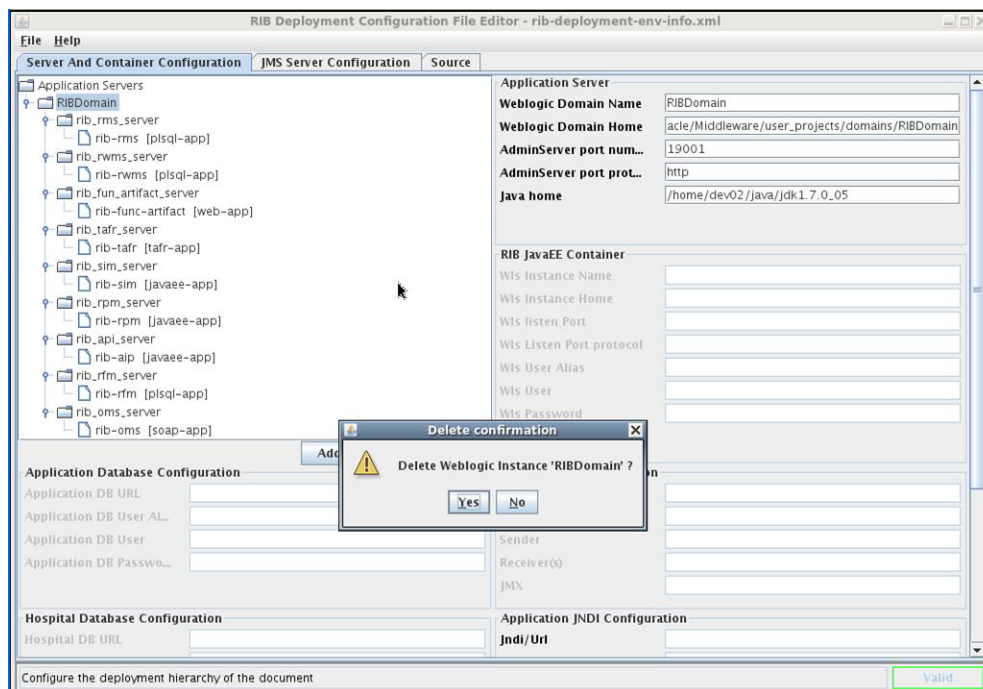 RIB Deployment Configuration File Editor - rib-deployment-env-info.xml
File Help
Server And Container Configuration JMS Server Configuration Source
Application Servers
RIBDomain
rib_rms_server
rib-rms [plsql-app]
rib_rwms_server
rib-rwms [plsql-app]
rib_fun_artifact_server
rib-func-artifact [web-app]
rib_tafr_server
rib-tafr [tafr-app]
rib_sim_server
rib-sim [javaee-app]
rib_rpm_server
rib-rpm [javaee-app]
rib_api_server
rib-aip [javaee-app]
rib_rfm_server
rib-rfm [plsql-app]
rib_oms_server
rib-oms [soap-app]
Application Server
Weblogic Domain Name RIBDomain
Weblogic Domain Home acle/Middleware/user_projects/domains/RIBDomain
AdminServer port num... 19001
AdminServer port prot... http
Java home /home/dev02/java/jdk1.7.0_05
RIB JavaEE Container
Wls Instance Name
Wls Instance Home
Wls listen Port
Wls Listen Port protocol
Wls User Alias
Wls User
Wls Password
Delete confirmation
Delete Weblogic Instance 'RIBDomain' ?
Yes No
Application Database Configuration
Application DB URL
Application DB User Al...
Application DB User
Application DB Passwo...
Sender
Receiver(s)
JMX
Hospital Database Configuration
Hospital DB URL
Application JNDI Configuration
Jndi/Url
Configure the deployment hierarchy of the document Valid